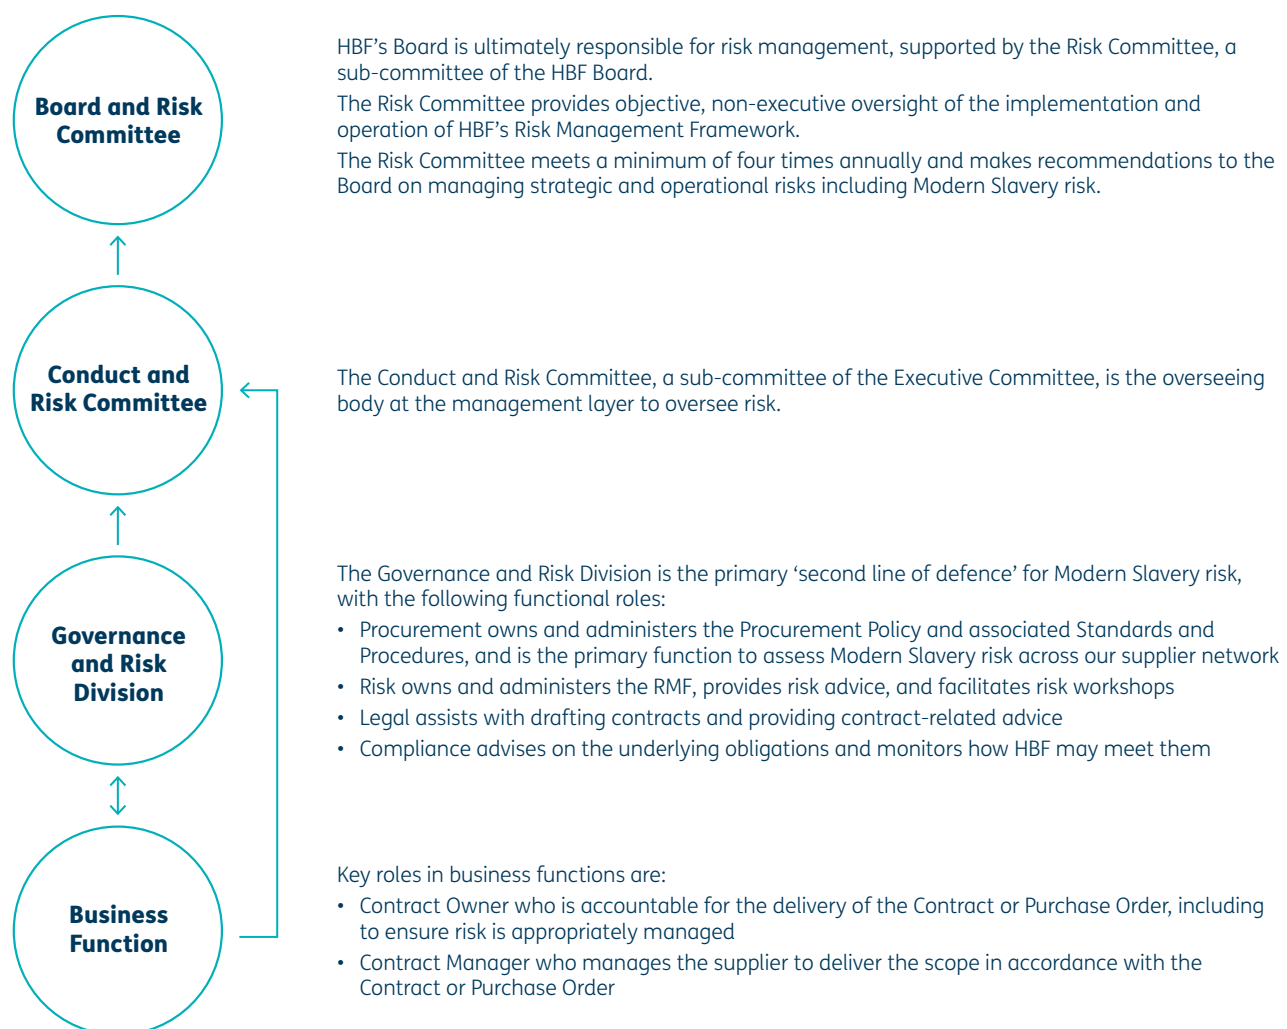 Board and Risk
Committee
HBF’s Board is ultimately responsible for risk management, supported by the Risk Committee, a
sub-committee of the HBF Board.
The Risk Committee provides objective, non-executive oversight of the implementation and
operation of HBF’s Risk Management Framework.
The Risk Committee meets a minimum of four times annually and makes recommendations to the
Board on managing strategic and operational risks including Modern Slavery risk.
Conduct and
Risk Committee
The Conduct and Risk Committee, a sub-committee of the Executive Committee, is the overseeing
body at the management layer to oversee risk.
Governance
and Risk
Division
The Governance and Risk Division is the primary ‘second line of defence’ for Modern Slavery risk,
with the following functional roles:
• Procurement owns and administers the Procurement Policy and associated Standards and
Procedures, and is the primary function to assess Modern Slavery risk across our supplier network
• Risk owns and administers the RMF, provides risk advice, and facilitates risk workshops
• Legal assists with drafting contracts and providing contract-related advice
• Compliance advises on the underlying obligations and monitors how HBF may meet them
Business
Function
Key roles in business functions are:
• Contract Owner who is accountable for the delivery of the Contract or Purchase Order, including
to ensure risk is appropriately managed
• Contract Manager who manages the supplier to deliver the scope in accordance with the
Contract or Purchase Order